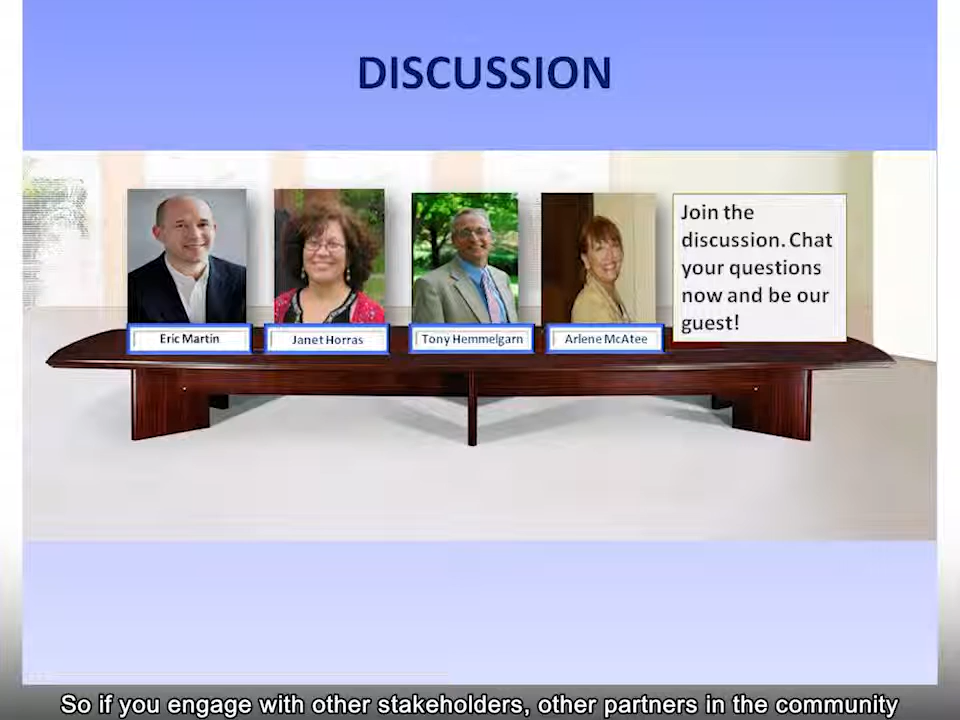 DISCUSSION
Join the
discussion. Chat
your questions
now and be our
guest!
Eric Martin
Janet Horras
Tony Hemmelgarn
Arlene McAtee
So if you engage with other stakeholders, other partners in the community